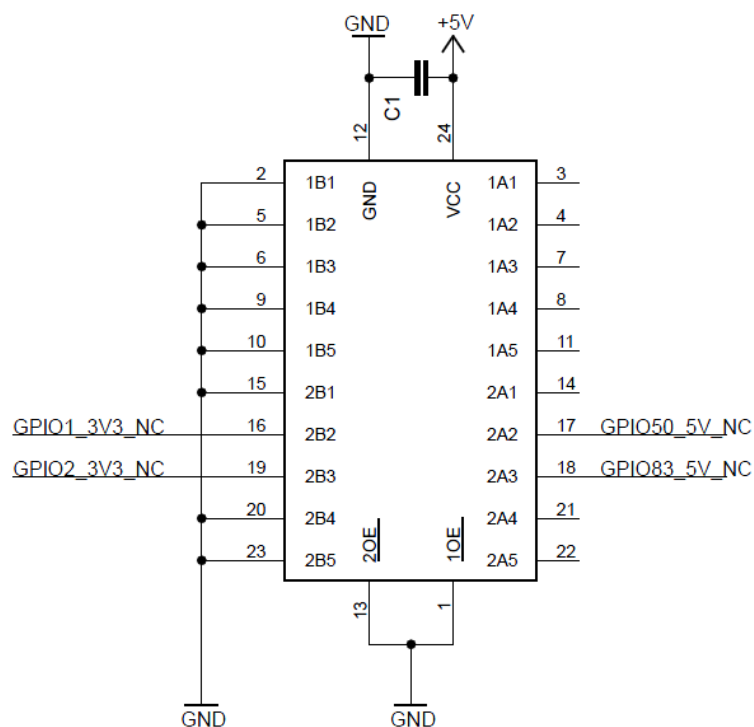 GND +5V
C1
12 24
2 1B1 GND VCC 1A1 3
5 1B2 1A2 4
6 1B3 1A3 7
9 1B4 1A4 8
10 1B5 1A5 11
15 2B1 2A1 14
GPIO1_3V3_NC 16 2B2 2A2 17 GPIO50_5V_NC
GPIO2_3V3_NC 19 2B3 2A3 18 GPIO83_5V_NC
20 2B4 2OE 1OE 2A4 21
23 2B5 2A5 22
13 1
GND GND